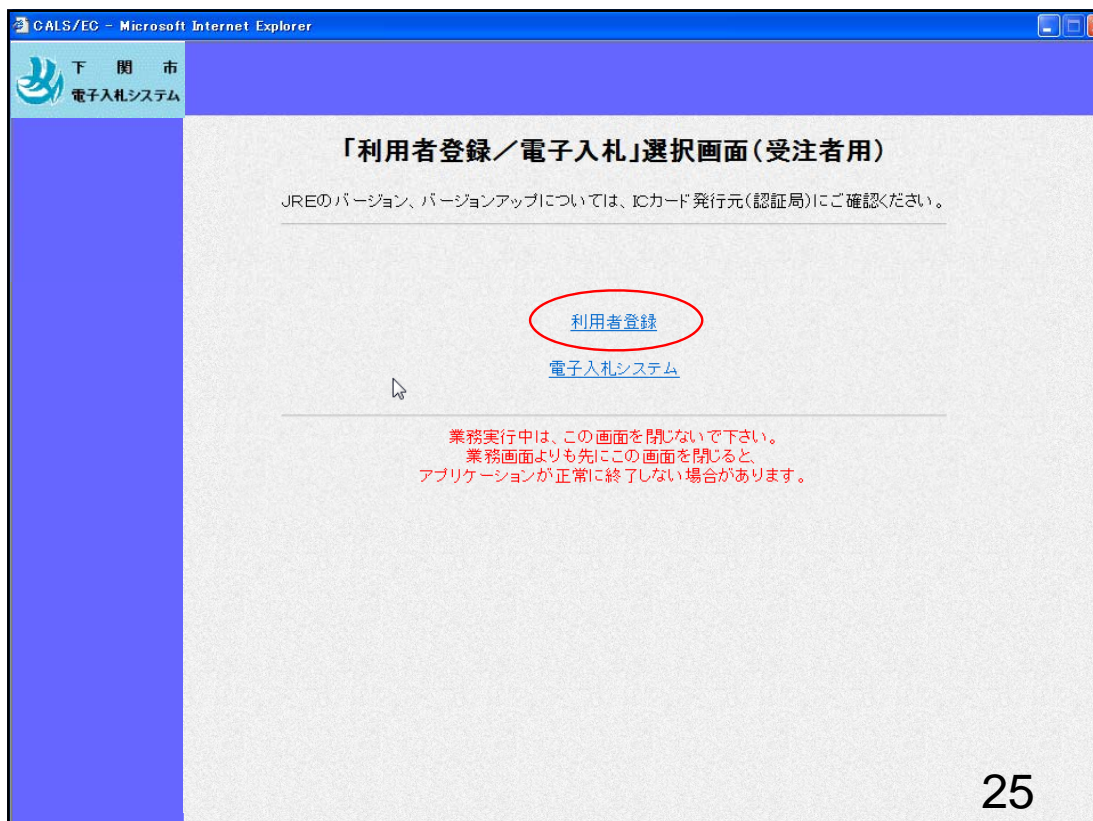 CALS/EC - Microsoft Internet Explorer
下 関 市
電子入札システム
「利用者登録／電子入札」選択画面(受注者用)
JREのバージョン、バージョンアップについては、ICカード発行元(認証局)にご確認ください。
利用者登録
電子入札システム
業務実行中は、この画面を閉じないで下さい。
業務画面よりも先にこの画面を閉じると、
アプリケーションが正常に終了しない場合があります。
25